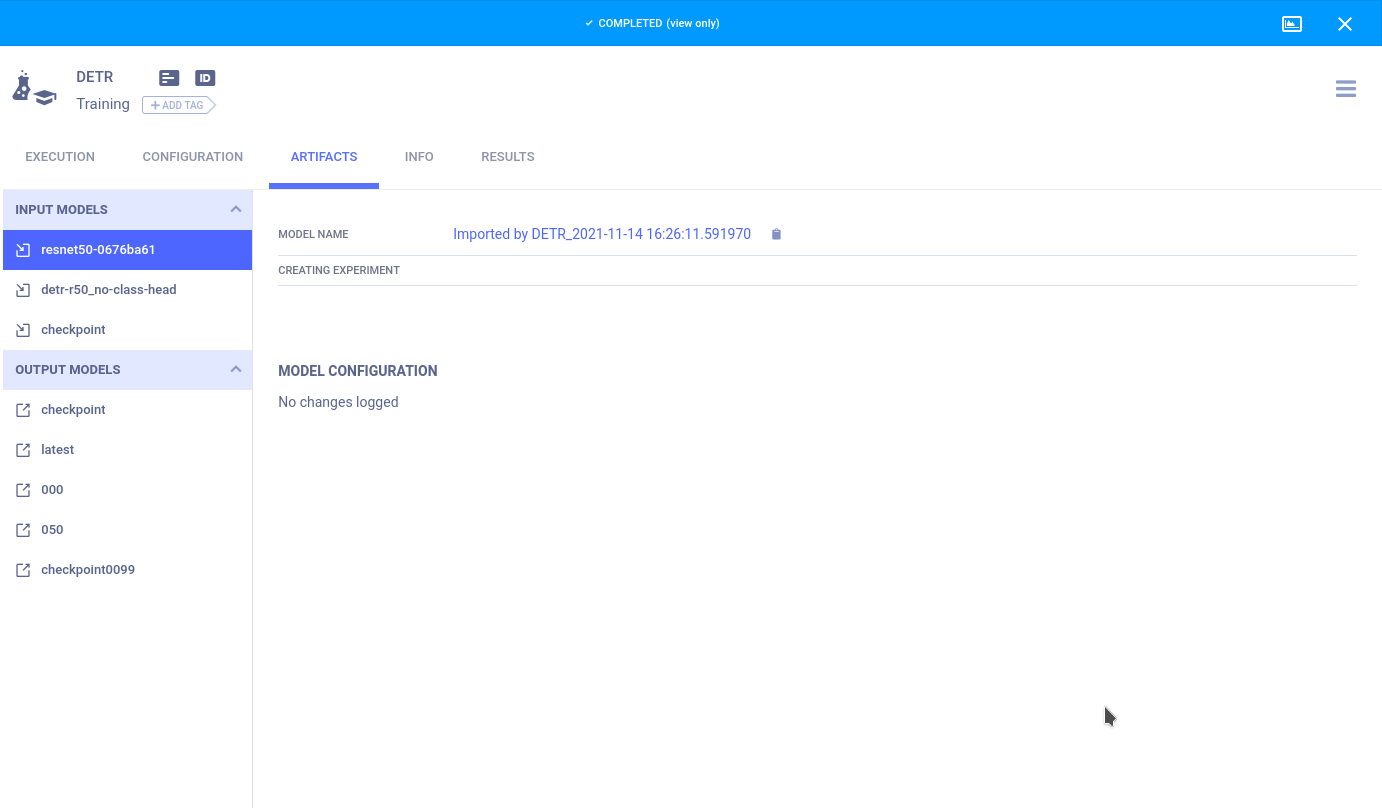 COMPLETED (view only)
DETR
ID
Training
+ ADD TAG
EXECUTION CONFIGURATION ARTIFACTS INFO RESULTS
INPUT MODELS
resnet50-0676ba61
detr-r50_no-class-head
checkpoint
OUTPUT MODELS
checkpoint
latest
000
050
checkpoint0099
MODEL NAME Imported by DETR_2021-11-14 16:26:11.591970
CREATING EXPERIMENT
MODEL CONFIGURATION
No changes logged